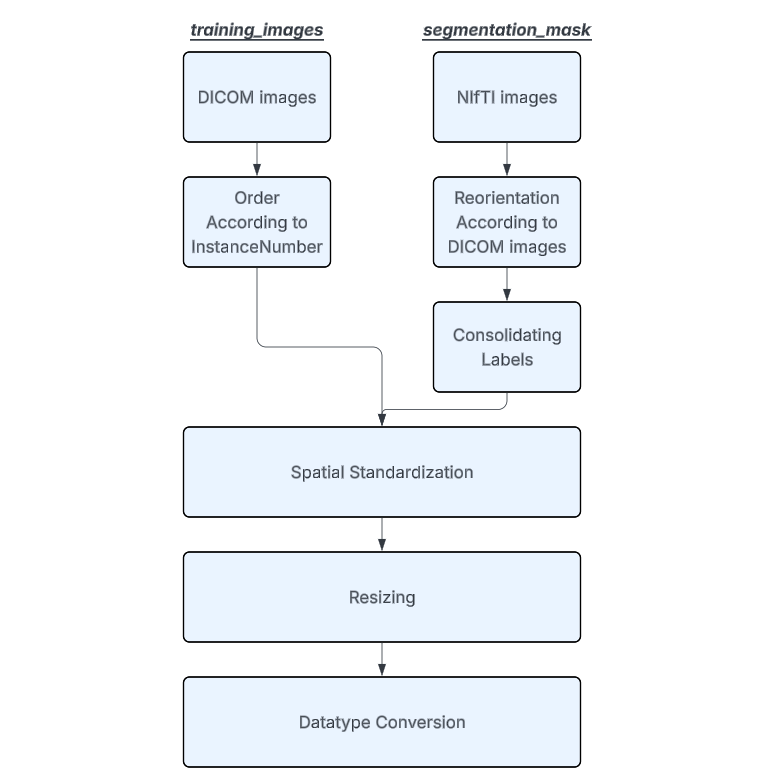 training_images
segmentation_mask
DICOM images
NIfTI images
Order
According to
InstanceNumber
Reorientation
According to
DICOM images
Consolidating
Labels
Spatial Standardization
Resizing
Datatype Conversion